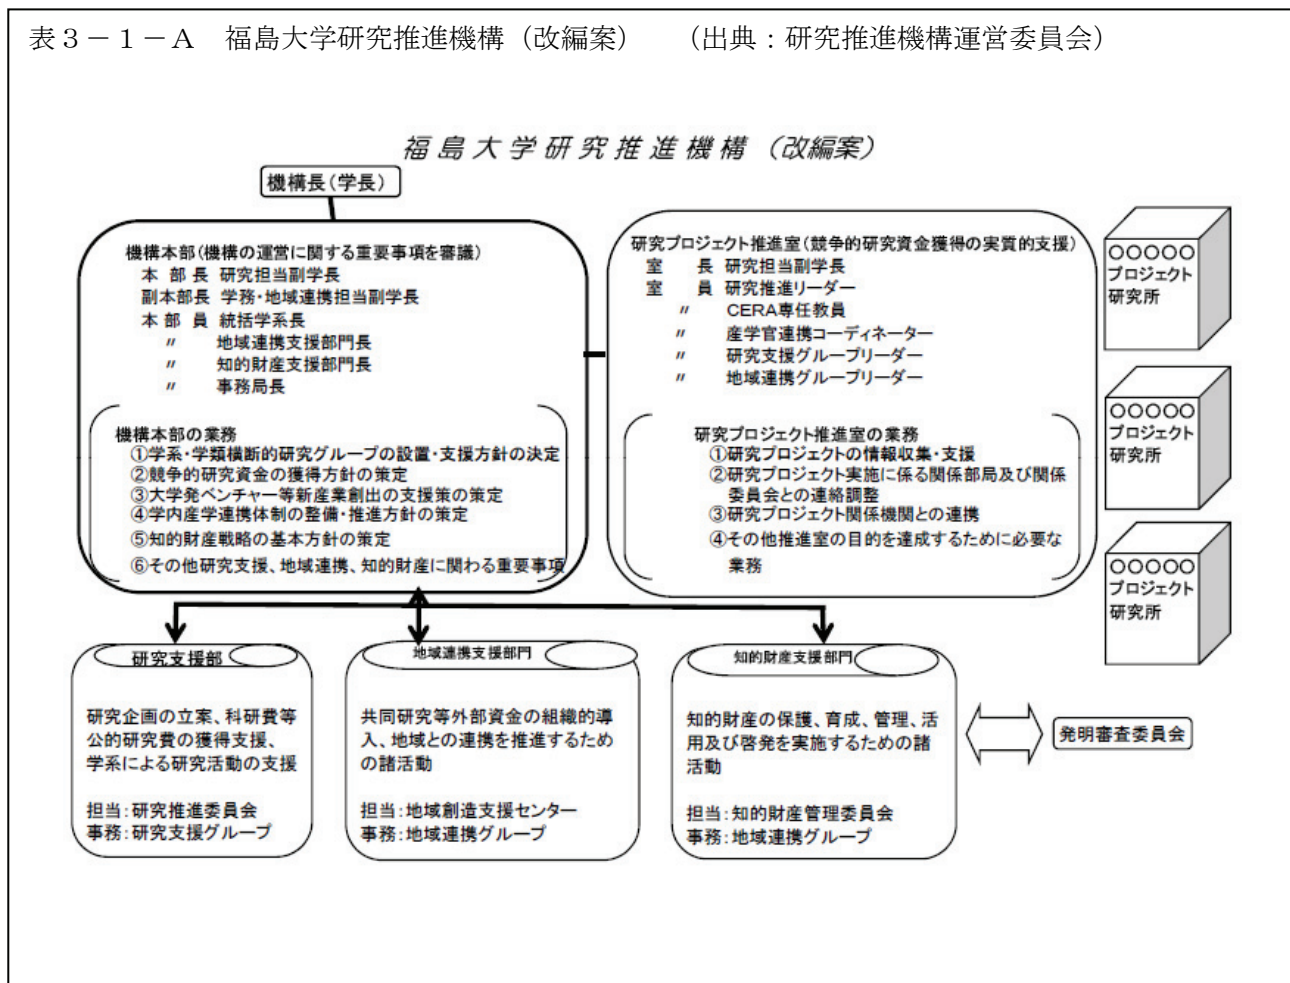 表３－１－Ａ　福島大学研究推進機構（改編案）　　（出典：研究推進機構運営委員会）
福島大学研究推進機構（改編案）
機構長（学長）
機構本部（機構の運営に関する重要事項を審議）
本 部 長 研究担当副学長
副本部長 学務・地域連携担当副学長
本 部 員 統括学系長
〃 地域連携支援部門長
〃 知的財産支援部門長
〃 事務局長
機構本部の業務
①学系・学類横断的研究グループの設置・支援方針の決定
②競争的研究資金の獲得方針の策定
③大学発ベンチャー等新産業創出の支援策の策定
④学内産学連携体制の整備・推進方針の策定
⑤知的財産戦略の基本方針の策定
⑥その他研究支援、地域連携、知的財産に関わる重要事項
研究プロジェクト推進室（競争的研究資金獲得の実質的支援）
室　　長 研究担当副学長
室　　員 研究推進リーダー
〃 CERA専任教員
〃 産学官連携コーディネーター
〃 研究支援グループリーダー
〃 地域連携グループリーダー
研究プロジェクト推進室の業務
①研究プロジェクトの情報収集・支援
②研究プロジェクト実施に係る関係部局及び関係
委員会との連絡調整
③研究プロジェクト関係機関との連携
④その他推進室の目的を達成するために必要な
業務
○○○○○
プロジェクト
研究所
○○○○○
プロジェクト
研究所
○○○○○
プロジェクト
研究所
研究支援部
研究企画の立案、科研費等
公的研究費の獲得支援、
学系による研究活動の支援
担当：研究推進委員会
事務：研究支援グループ
地域連携支援部門
共同研究等外部資金の組織的導
入、地域との連携を推進するため
の諸活動
担当：地域創造支援センター
事務：地域連携グループ
知的財産支援部門
知的財産の保護、育成、管理、活
用及び啓発を実施するための諸
活動
担当：知的財産管理委員会
事務：地域連携グループ
発明審査委員会